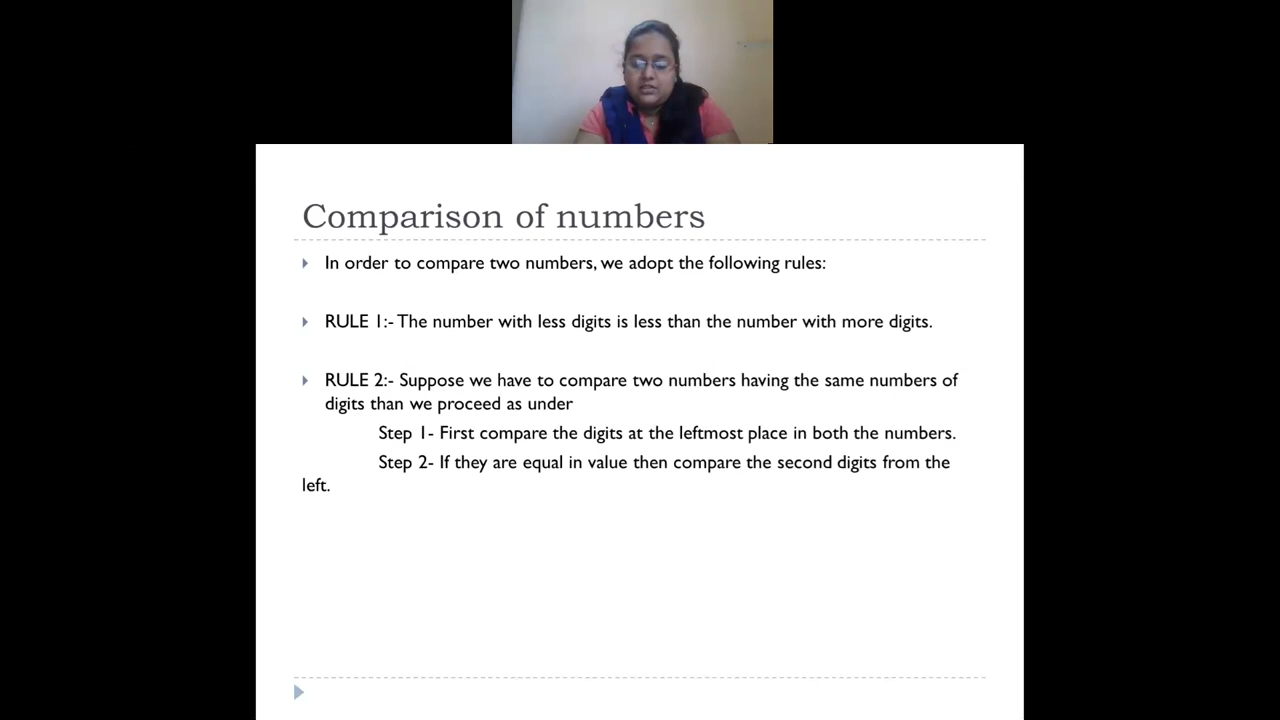 Comparison of numbers
In order to compare two numbers, we adopt the following rules:
RULE 1:- The number with less digits is less than the number with more digits.
RULE 2:- Suppose we have to compare two numbers having the same numbers of
digits than we proceed as under
Step 1- First compare the digits at the leftmost place in both the numbers.
Step 2- If they are equal in value then compare the second digits from the
left.